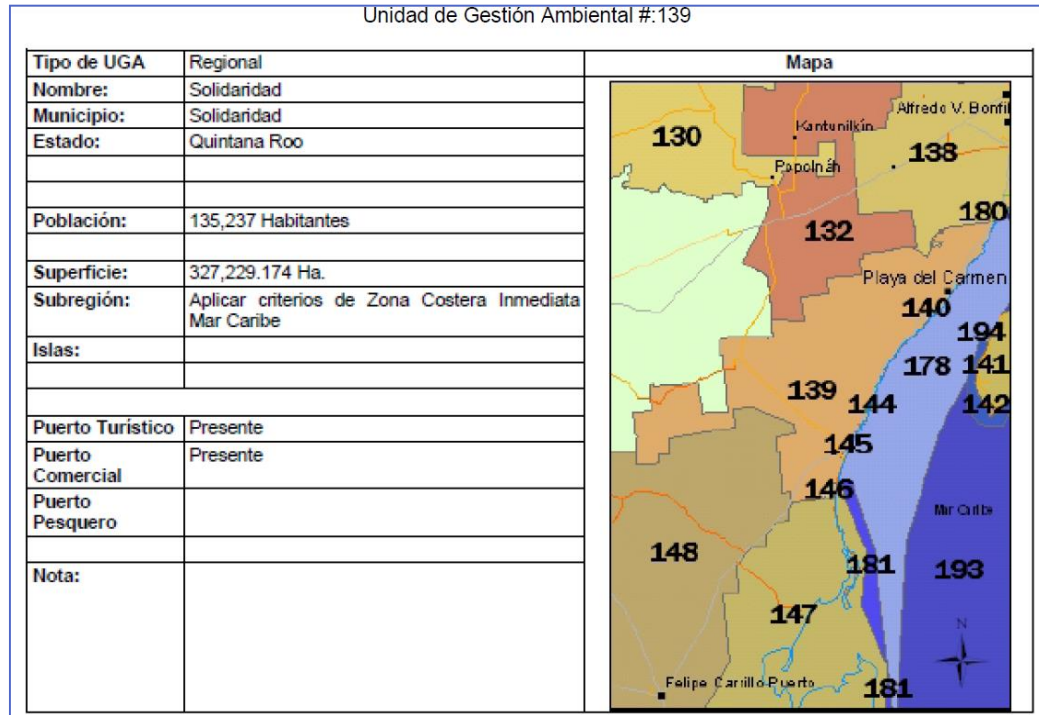 Unidad de Gestión Ambiental #:139
Tipo de UGA Regional
Nombre: Solidaridad
Municipio: Solidaridad
Estado: Quintana Roo
Población: 135,237 Habitantes
Superficie: 327,229.174 Ha.
Subregión: Aplicar criterios de Zona Costera Inmediata
Mar Caribe
Islas:
Puerto Turistico Presente
Puerto Presente
Comercial
Puerto
Pesquero
Nota:
Mapa
Alfredo V. Bonfil
Kantunilkín
130
138
Popolnáh
180
132
Playa del Carmen
140
194
178 141
139
144 142
145
146
Mar Caribe
148
181
193
147
N
Felipe Carrillo Puerto
181